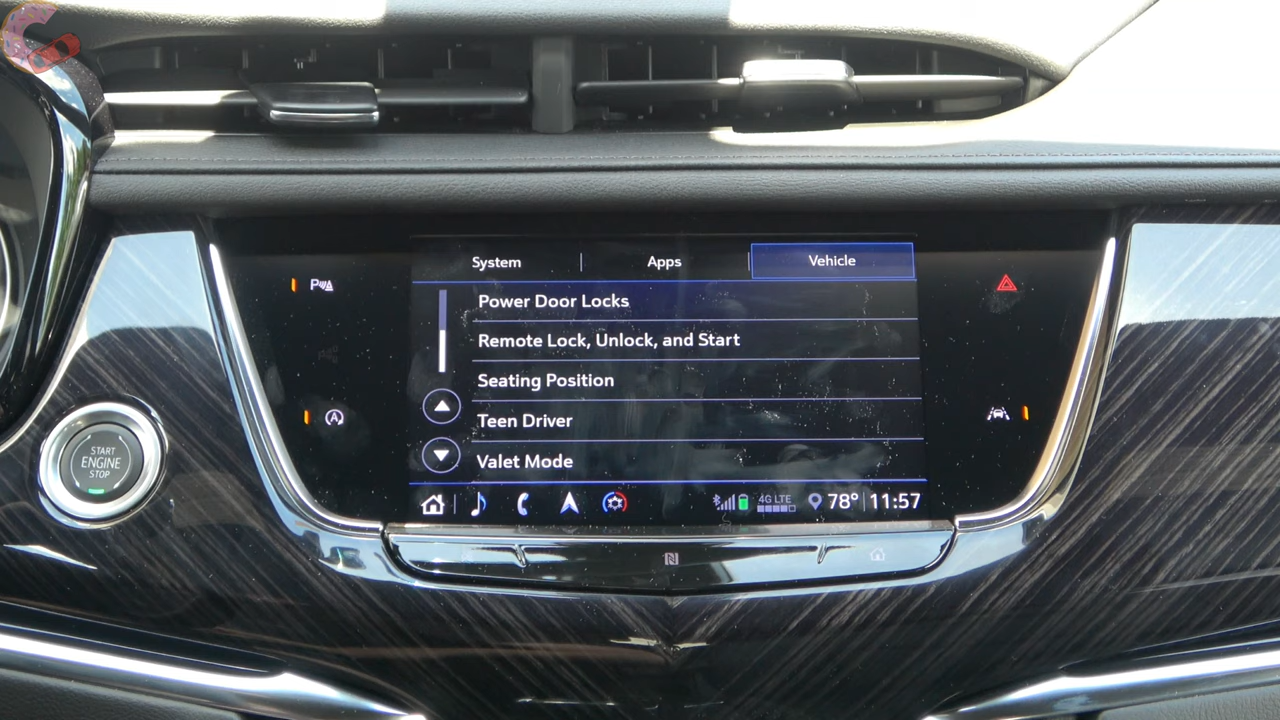 System
Apps
Vehicle
Power Door Locks
Remote Lock, Unlock, and Start
Seating Position
Teen Driver
Valet Mode
4G LTE
78° 11:57
P
A
START
ENGINE
STOP
N